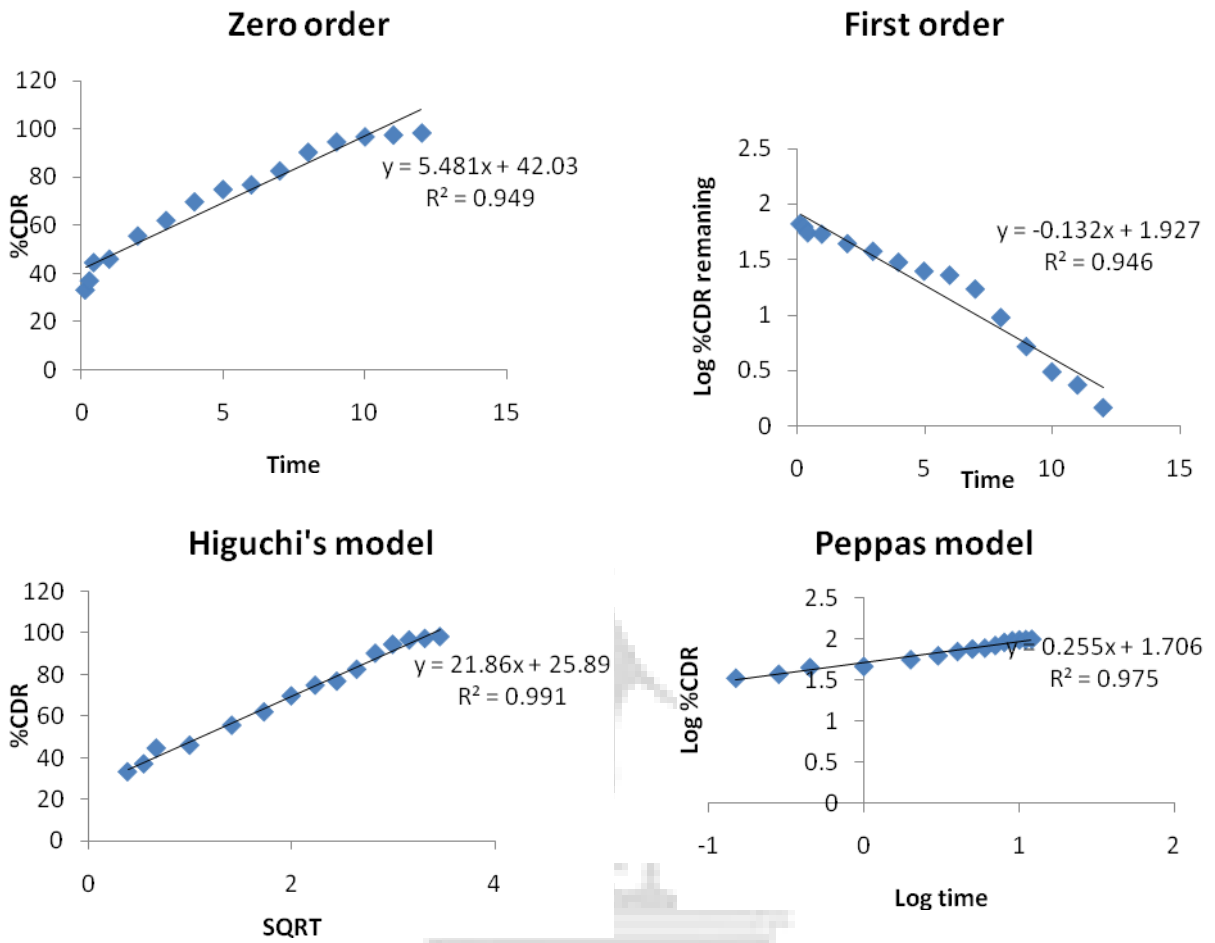 Zero order
120
100
80
60
40
20
0
%CDR
y = 5.481x + 42.03
R² = 0.949
0 5 10 15
Time
First order
2.5
2
1.5
1
0.5
0
Log %CDR remaning
y = -0.132x + 1.927
R² = 0.946
0 5 10 15
Time
Higuchi's model
120
100
80
60
40
20
0
%CDR
y = 21.86x + 25.89
R² = 0.991
0 2 4
SQRT
Peppas model
2.5
2
1.5
1
0.5
0
Log %CDR
y = 0.255x + 1.706
R² = 0.975
-1 0 1 2
Log time